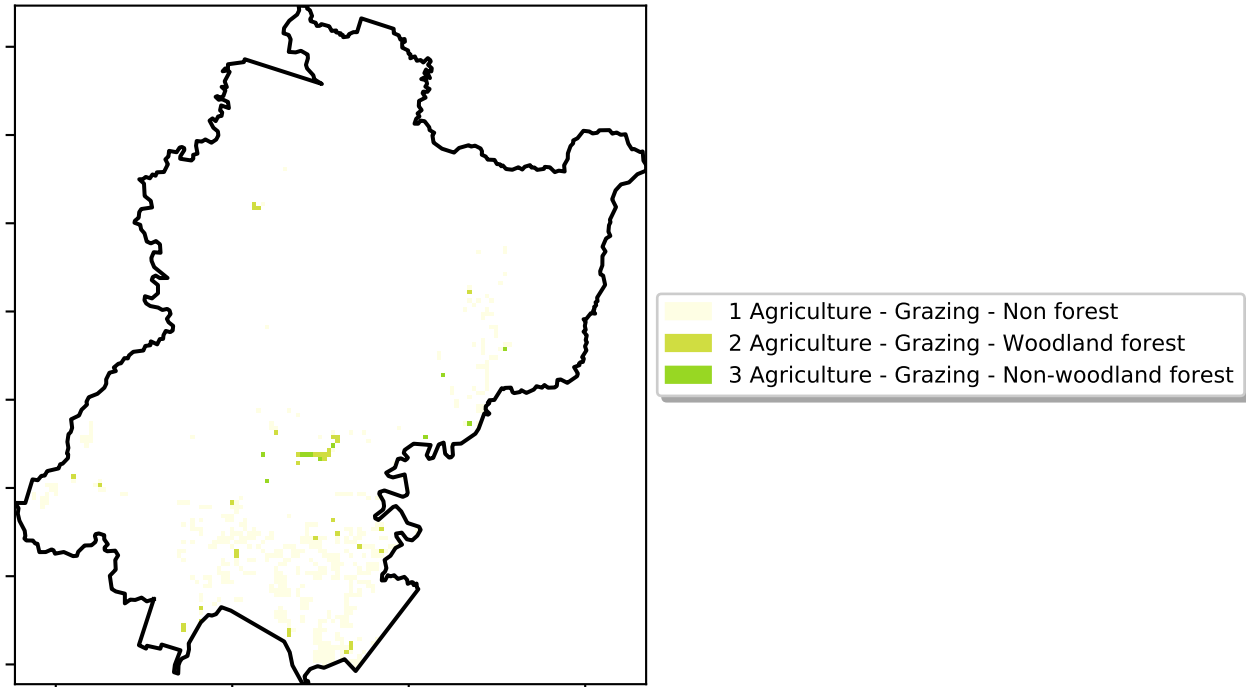 1 Agriculture - Grazing - Non forest
2 Agriculture - Grazing - Woodland forest
3 Agriculture - Grazing - Non-woodland forest